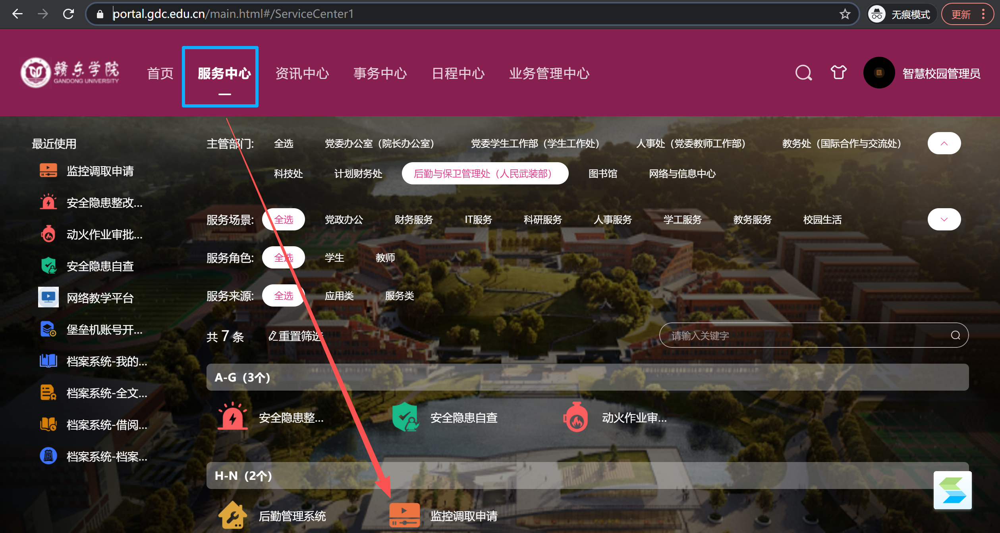 portal.gdc.edu.cn/main.html#/ServiceCenter1
无痕模式
更新
赣东学院
GANDONG UNIVERSITY
首页
服务中心
资讯中心
事务中心
日程中心
业务管理中心
智慧校园管理员
最近使用
监控调取申请
安全隐患整改...
动火作业审批...
安全隐患自查
网络教学平台
堡垒机账号开...
档案系统-我的...
档案系统-全文...
档案系统-借阅...
档案系统-档案...
主管部门: 全选 党委办公室（院长办公室） 党委学生工作部（学生工作处） 人事处（党委教师工作部） 教务处（国际合作与交流处）
科技处 计划财务处 后勤与保卫管理处（人民武装部） 图书馆 网络与信息中心
服务场景: 全选 党政办公 财务服务 IT服务 科研服务 人事服务 学工服务 教务服务 校园生活
服务角色: 全选 学生 教师
服务来源: 全选 应用类 服务类
共 7 条 重置筛选
请输入关键字
A-G（3个）
安全隐患整...
安全隐患自查
动火作业审...
H-N（2个）
后勤管理系统
监控调取申请